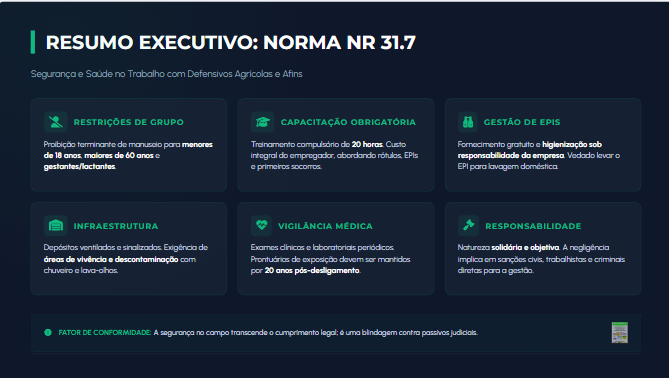 RESUMO EXECUTIVO: NORMA NR 31.7
Segurança e Saúde no Trabalho com Defensivos Agrícolas e Afins
RESTRIÇÕES DE GRUPO
Proibição terminante de manuseio para menores
de 18 anos, maiores de 60 anos e
gestantes/lactantes.
CAPACITAÇÃO OBRIGATÓRIA
Treinamento compulsório de 20 horas. Custo
integral do empregador, abordando rótulos, EPIs
e primeiros socorros.
GESTÃO DE EPIS
Fornecimento gratuito e higienização sob
responsabilidade da empresa. Vedado levar o
EPI para lavagem doméstica.
INFRAESTRUTURA
Depósitos ventilados e sinalizados. Exigência de
áreas de vivência e descontaminação com
chuveiro e lava-olhos.
VIGILÂNCIA MÉDICA
Exames clínicos e laboratoriais periódicos.
Prontuários de exposição devem ser mantidos
por 20 anos pós-desligamento.
RESPONSABILIDADE
Natureza solidária e objetiva. A negligência
implica em sanções civis, trabalhistas e criminais
diretas para a gestão.
FATOR DE CONFORMIDADE: A segurança no campo transcende o cumprimento legal; é uma blindagem contra passivos judiciais.